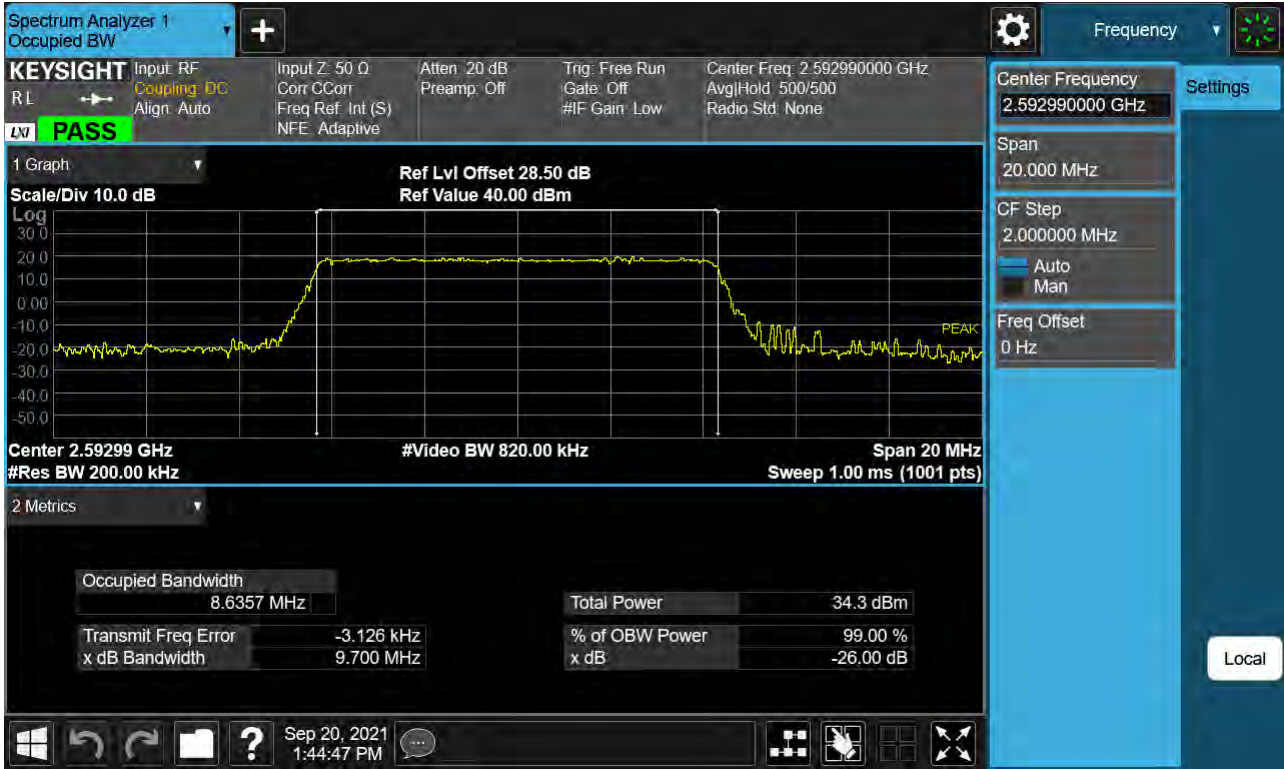 Spectrum Analyzer 1
Occupied BW
Frequency
KEYSIGHT
R L
LXI
PASS
Input: RF
Coupling: DC
Align: Auto
Input Z: 50 Ω
Corr CCorr
Freq Ref: Int (S)
NFE: Adaptive
Atten: 20 dB
Preamp: Off
Trig: Free Run
Gate: Off
#IF Gain: Low
Center Freq: 2.592990000 GHz
Avg|Hold: 500/500
Radio Std: None
1 Graph
Scale/Div 10.0 dB
Ref Lvl Offset 28.50 dB
Ref Value 40.00 dBm
Log
30.0
20.0
10.0
0.00
-10.0
-20.0
-30.0
-40.0
-50.0
PEAK
Center 2.59299 GHz
#Video BW 820.00 kHz
Span 20 MHz
#Res BW 200.00 kHz
Sweep 1.00 ms (1001 pts)
2 Metrics
Occupied Bandwidth
8.6357 MHz
Transmit Freq Error -3.126 kHz
x dB Bandwidth 9.700 MHz
Total Power 34.3 dBm
% of OBW Power 99.00 %
x dB -26.00 dB
Center Frequency
2.592990000 GHz
Settings
Span
20.000 MHz
CF Step
2.000000 MHz
Auto
Man
Freq Offset
0 Hz
Local
?
Sep 20, 2021
1:44:47 PM